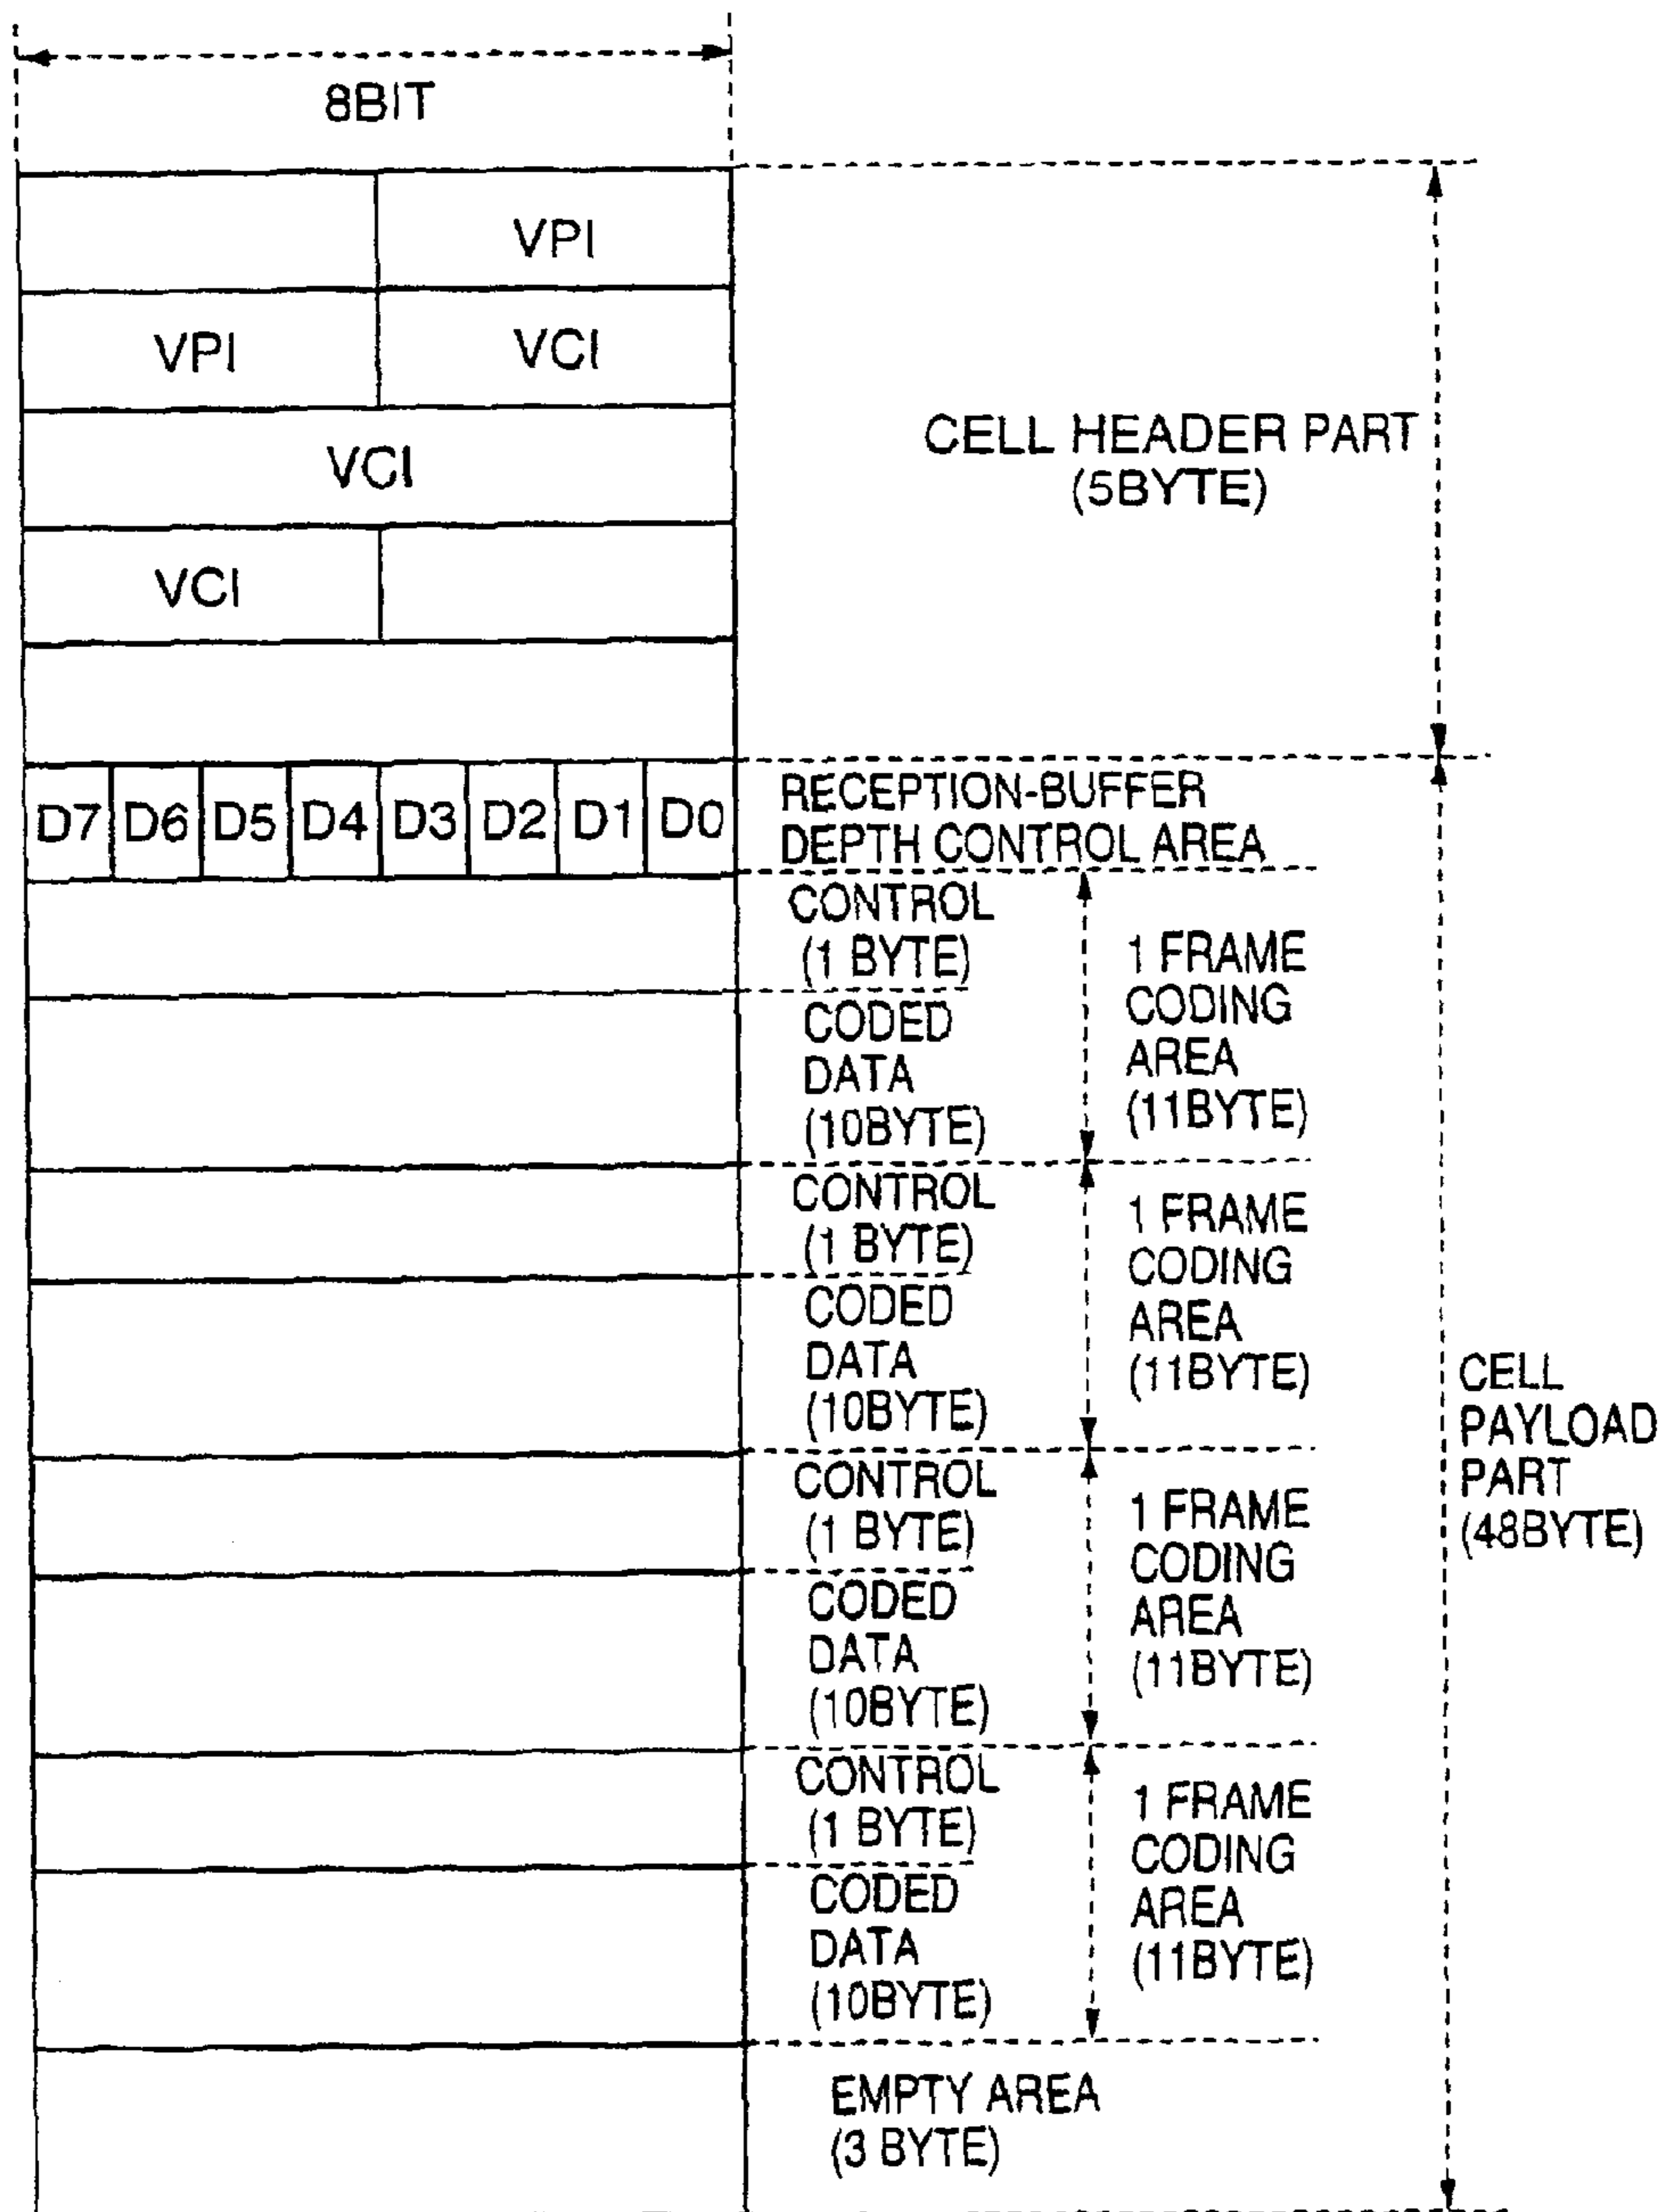 8BIT
VPI
VPI VCI
VCI
VCI
CELL HEADER PART
(5BYTE)
D7 D6 D5 D4 D3 D2 D1 D0
RECEPTION-BUFFER
DEPTH CONTROL AREA
CONTROL
(1 BYTE)
CODED
DATA
(10BYTE)
1 FRAME
CODING
AREA
(11BYTE)
CONTROL
(1 BYTE)
CODED
DATA
(10BYTE)
1 FRAME
CODING
AREA
(11BYTE)
CONTROL
(1 BYTE)
CODED
DATA
(10BYTE)
1 FRAME
CODING
AREA
(11BYTE)
CONTROL
(1 BYTE)
CODED
DATA
(10BYTE)
1 FRAME
CODING
AREA
(11BYTE)
EMPTY AREA
(3 BYTE)
CELL
PAYLOAD
PART
(48BYTE)